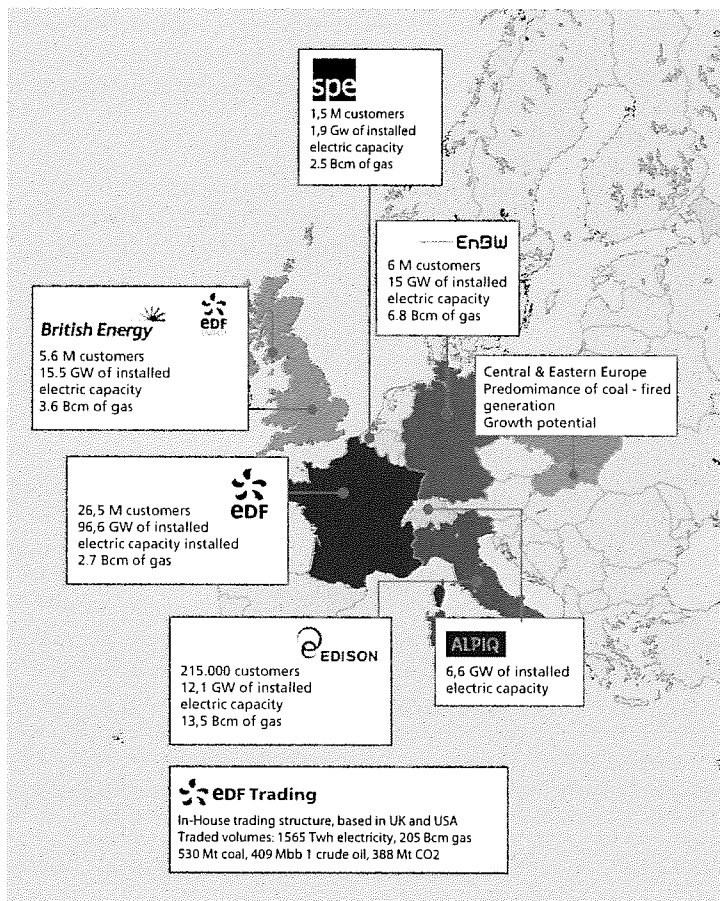 spe
1,5 M customers
1,9 Gw of installed
electric capacity
2.5 Bcm of gas
EnBW
6 M customers
15 GW of installed
electric capacity
6.8 Bcm of gas
British Energy
eDF
5.6 M customers
15.5 GW of installed
electric capacity
3.6 Bcm of gas
Central & Eastern Europe
Predomimance of coal - fired
generation
Growth potential
eDF
26,5 M customers
96,6 GW of installed
electric capacity installed
2.7 Bcm of gas
EDISON
215.000 customers
12,1 GW of installed
electric capacity
13,5 Bcm of gas
ALPIQ
6,6 GW of installed
electric capacity
eDF Trading
In-House trading structure, based in UK and USA
Traded volumes: 1565 Twh electricity, 205 Bcm gas
530 Mt coal, 409 Mbb 1 crude oil, 388 Mt CO2